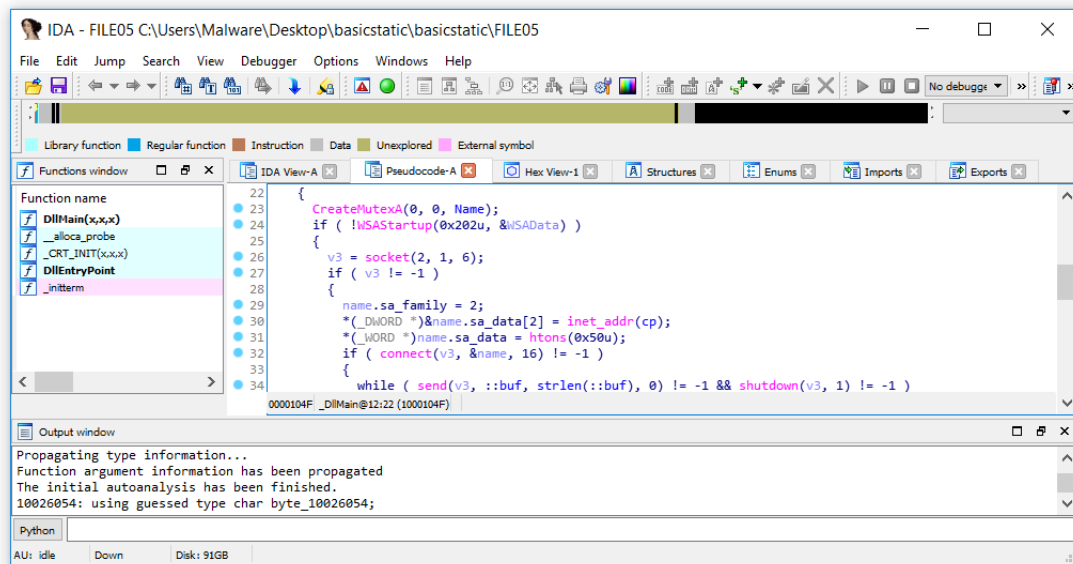 IDA - FILE05 C:\Users\Malware\Desktop\basicstatic\basicstatic\FILE05
File Edit Jump Search View Debugger Options Windows Help
No debugge
Library function Regular function Instruction Data Unexplored External symbol
Functions window
IDA View-A Pseudocode-A Hex View-1 Structures Enums Imports Exports
Function name
DllMain(x,x,x)
__alloca_probe
_CRT_INIT(x,x,x)
DllEntryPoint
_initterm
22 {
23 CreateMutexA(0, 0, Name);
24 if ( !WSAStartup(0x202u, &WSAData) )
25 {
26 v3 = socket(2, 1, 6);
27 if ( v3 != -1 )
28 {
29 name.sa_family = 2;
30 *(_DWORD *)&name.sa_data[2] = inet_addr(cp);
31 *(_WORD *)name.sa_data = htons(0x50u);
32 if ( connect(v3, &name, 16) != -1 )
33 {
34 while ( send(v3, ::buf, strlen(::buf), 0) != -1 && shutdown(v3, 1) != -1 )
0000104F _DllMain@12:22 (1000104F)
Output window
Propagating type information...
Function argument information has been propagated
The initial autoanalysis has been finished.
10026054: using guessed type char byte_10026054;
Python
AU: idle Down Disk: 91GB